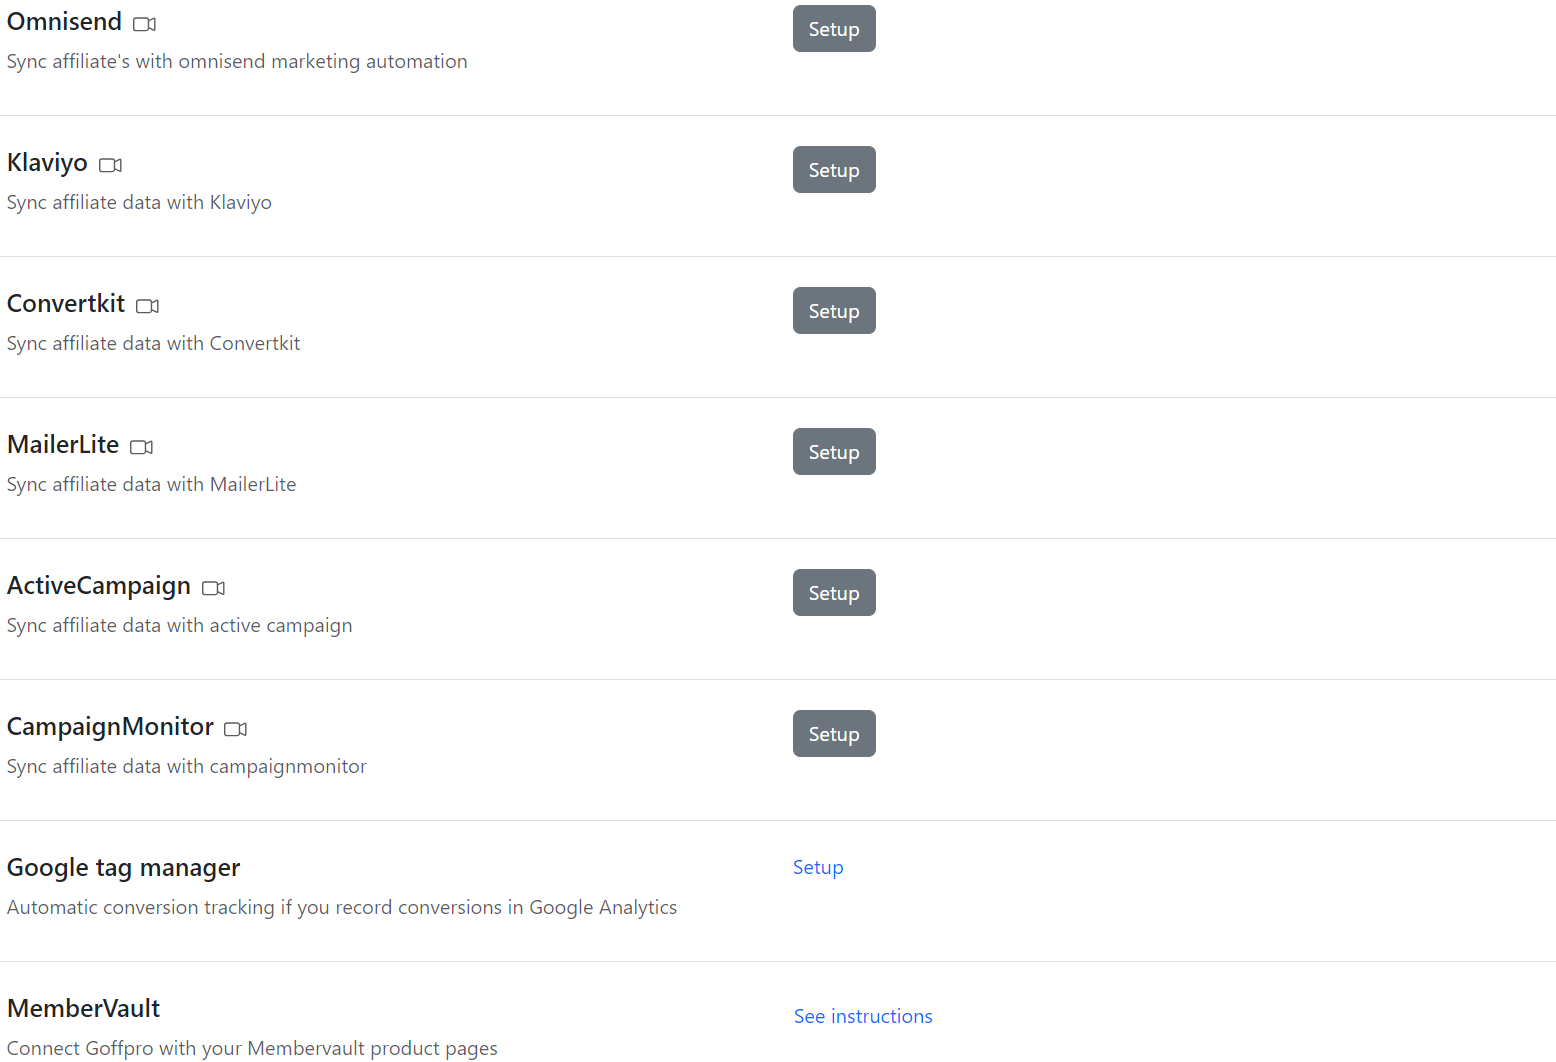 Omnisend
Setup
Sync affiliate's with omnisend marketing automation
Klaviyo
Setup
Sync affiliate data with Klaviyo
Convertkit
Setup
Sync affiliate data with Convertkit
MailerLite
Setup
Sync affiliate data with MailerLite
ActiveCampaign
Setup
Sync affiliate data with active campaign
CampaignMonitor
Setup
Sync affiliate data with campaignmonitor
Google tag manager
Setup
Automatic conversion tracking if you record conversions in Google Analytics
MemberVault
See instructions
Connect Goffpro with your Membervault product pages